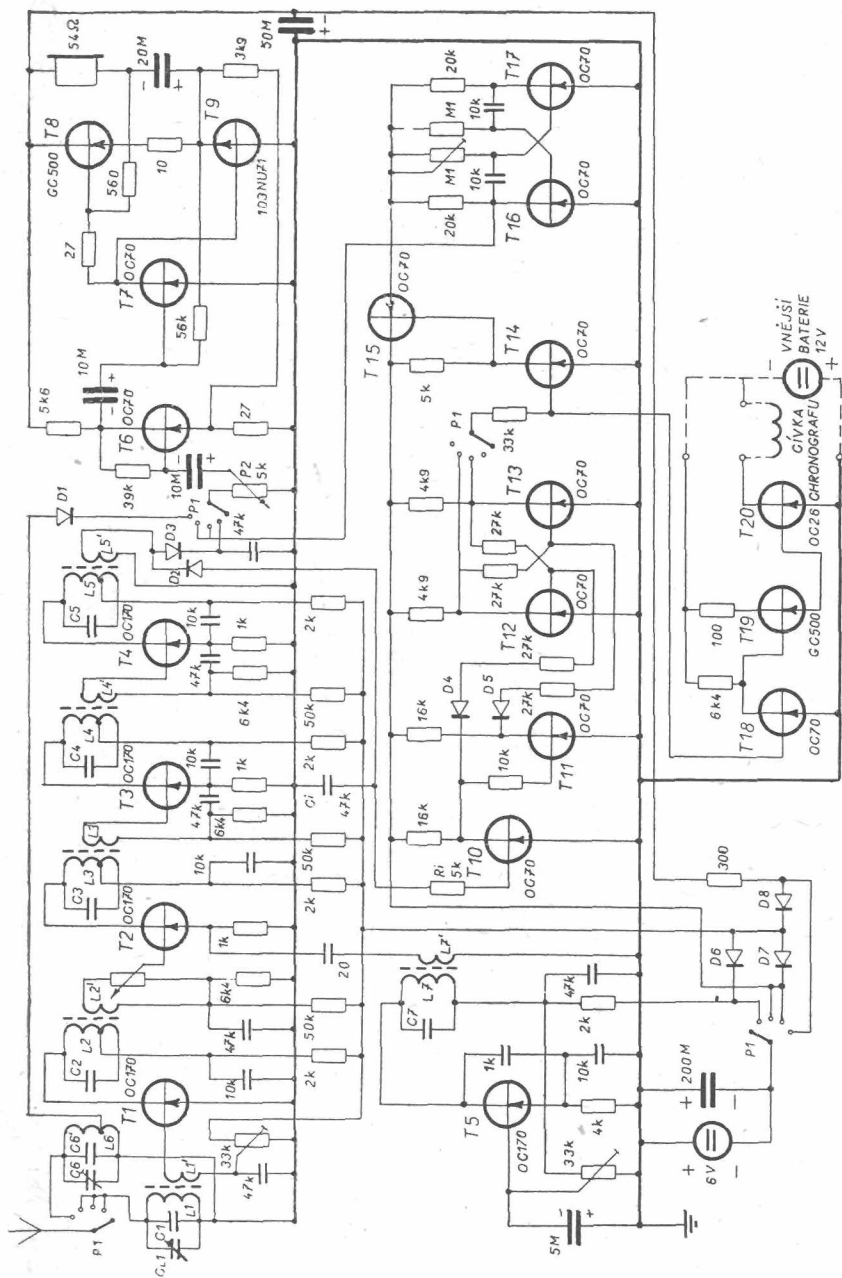 54Ω
20M
3k9
50M
T8
GC500
10
T9
103NU71
560
27
T7
OC70
56k
10M
5k6
T6
OC70
27
39k
10M
P2
5k
P1
D1
D3
D2
47k
L5'
L5
C5
T4
OC170
10k
1k
2k
47k
6k4
L4'
L4
C4
T3
OC170
10k
1k
2k
50k
47k
6k4
Ci
47k
L3'
L3
C3
T2
OC170
10k
50k
2k
1k
20
L2'
L2
C2
6k4
47k
50k
2k
10k
T1
OC170
C6
C6'
L6
L1'
33k
47k
P1
L1
C1
CL1
20k
M1
M1
20k
10k
10k
T17
OC70
T16
OC70
T15
OC70
5k
T14
OC70
P1
33k
4k9
T13
OC70
27k
27k
4k9
T12
OC70
27k
27k
D4
D5
16k
T11
OC70
10k
16k
T10
OC70
Ri
5k
VNĚJŠÍ
BATERIE
12V
CÍVKA
CHRONOGRAFU
T20
OC26
100
T19
GC500
6k4
T18
OC70
300
D8
D6
D7
L7'
L7
C7
47k
2k
1k
10k
T5
OC170
4k
33k
5M
P1
200M
6V